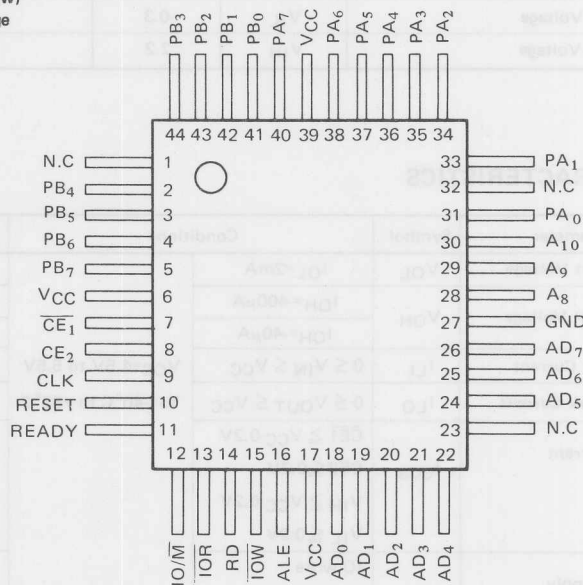 PB₃ PB₂ PB₁ PB₀ PA₇ VCC PA₆ PA₅ PA₄ PA₃ PA₂
44 43 42 41 40 39 38 37 36 35 34
N.C 1 33 PA₁
PB₄ 2 32 N.C
PB₅ 3 31 PA₀
PB₆ 4 30 A₁₀
PB₇ 5 29 A₉
VCC 6 28 A₈
C̅E̅₁ 7 27 GND
CE₂ 8 26 AD₇
CLK 9 25 AD₆
RESET 10 24 AD₅
READY 11 23 N.C
12 13 14 15 16 17 18 19 20 21 22
IO/M̅ I̅O̅R̅ RD I̅O̅W̅ ALE VCC AD₀ AD₁ AD₂ AD₃ AD₄